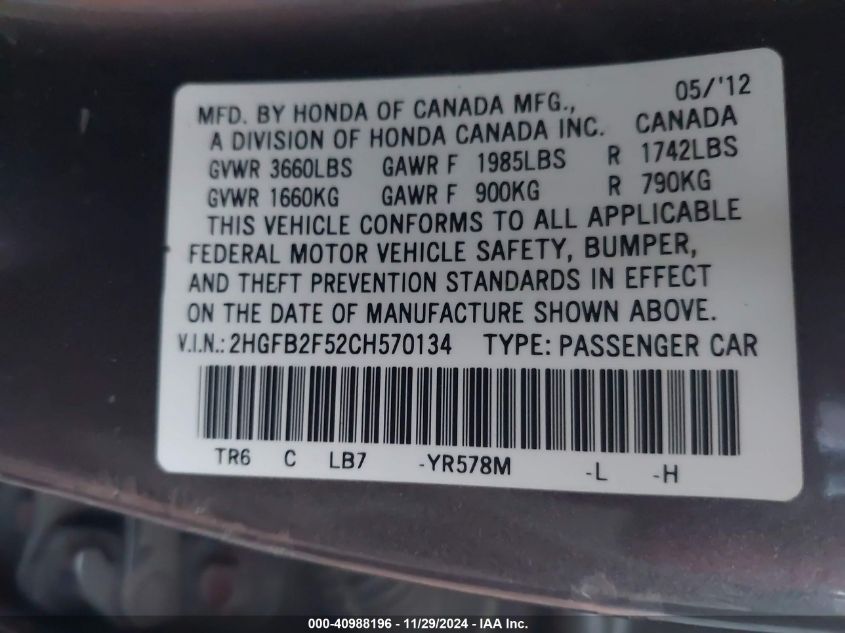 05/'12
MFD. BY HONDA OF CANADA MFG., CANADA
A DIVISION OF HONDA CANADA INC.
GVWR 3660LBS GAWR F 1985LBS R 1742LBS
GVWR 1660KG GAWR F 900KG R 790KG
THIS VEHICLE CONFORMS TO ALL APPLICABLE
FEDERAL MOTOR VEHICLE SAFETY, BUMPER,
AND THEFT PREVENTION STANDARDS IN EFFECT
ON THE DATE OF MANUFACTURE SHOWN ABOVE.
V.I.N.: 2HGFB2F52CH570134 TYPE: PASSENGER CAR
TR6 C LB7 -YR578M -L -H
000-40988196 - 11/29/2024 - IAA Inc.